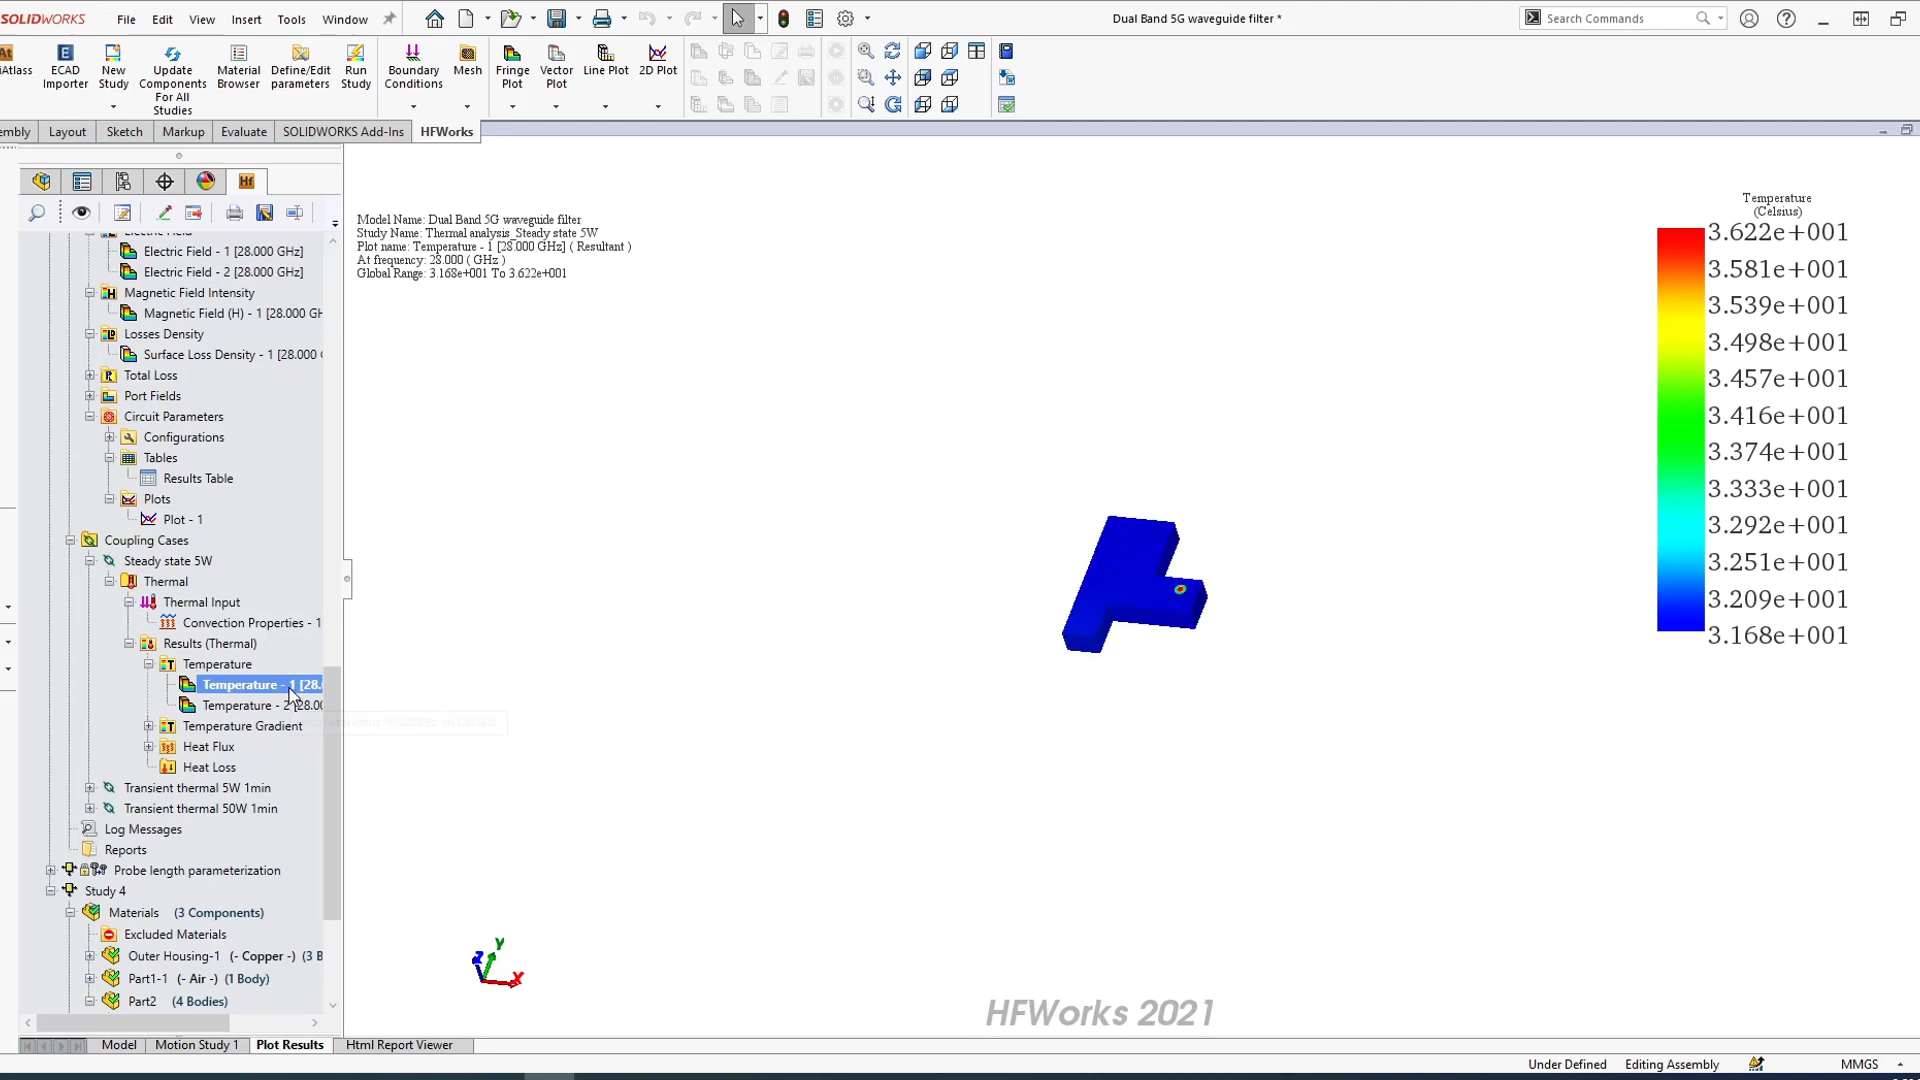 SOLIDWORKS
File
Edit
View
Insert
Tools
Window
Dual Band 5G waveguide filter *
Search Commands
ECAD
Importer
New
Study
Update
Components
For All
Studies
Material
Browser
Define/Edit
parameters
Run
Study
Boundary
Conditions
Mesh
Fringe
Plot
Vector
Plot
Line Plot
2D Plot
Layout
Sketch
Markup
Evaluate
SOLIDWORKS Add-Ins
HFWorks
Electric Field - 1 [28.000 GHz]
Electric Field - 2 [28.000 GHz]
Magnetic Field Intensity
Magnetic Field (H) - 1 [28.000 GH
Losses Density
Surface Loss Density - 1 [28.000
Total Loss
Port Fields
Circuit Parameters
Configurations
Tables
Results Table
Plots
Plot - 1
Coupling Cases
Steady state 5W
Thermal
Thermal Input
Convection Properties - 1
Results (Thermal)
Temperature
Temperature - 1 [28.
Temperature - 2 [28.00
Temperature Gradient
Heat Flux
Heat Loss
Transient thermal 5W 1min
Transient thermal 50W 1min
Log Messages
Reports
Probe length parameterization
Study 4
Materials (3 Components)
Excluded Materials
Outer Housing-1 (- Copper -) (3 B
Part1-1 (- Air -) (1 Body)
Part2 (4 Bodies)
Model Name: Dual Band 5G waveguide filter
Study Name: Thermal analysis_Steady state 5W
Plot name: Temperature - 1 [28.000 GHz] ( Resultant )
At frequency: 28.000 ( GHz )
Global Range: 3.168e+001 To 3.622e+001
Temperature
(Celsius)
3.622e+001
3.581e+001
3.539e+001
3.498e+001
3.457e+001
3.416e+001
3.374e+001
3.333e+001
3.292e+001
3.251e+001
3.209e+001
3.168e+001
Y
Z
X
HFWorks 2021
Model
Motion Study 1
Plot Results
Html Report Viewer
Under Defined
Editing Assembly
MMGS